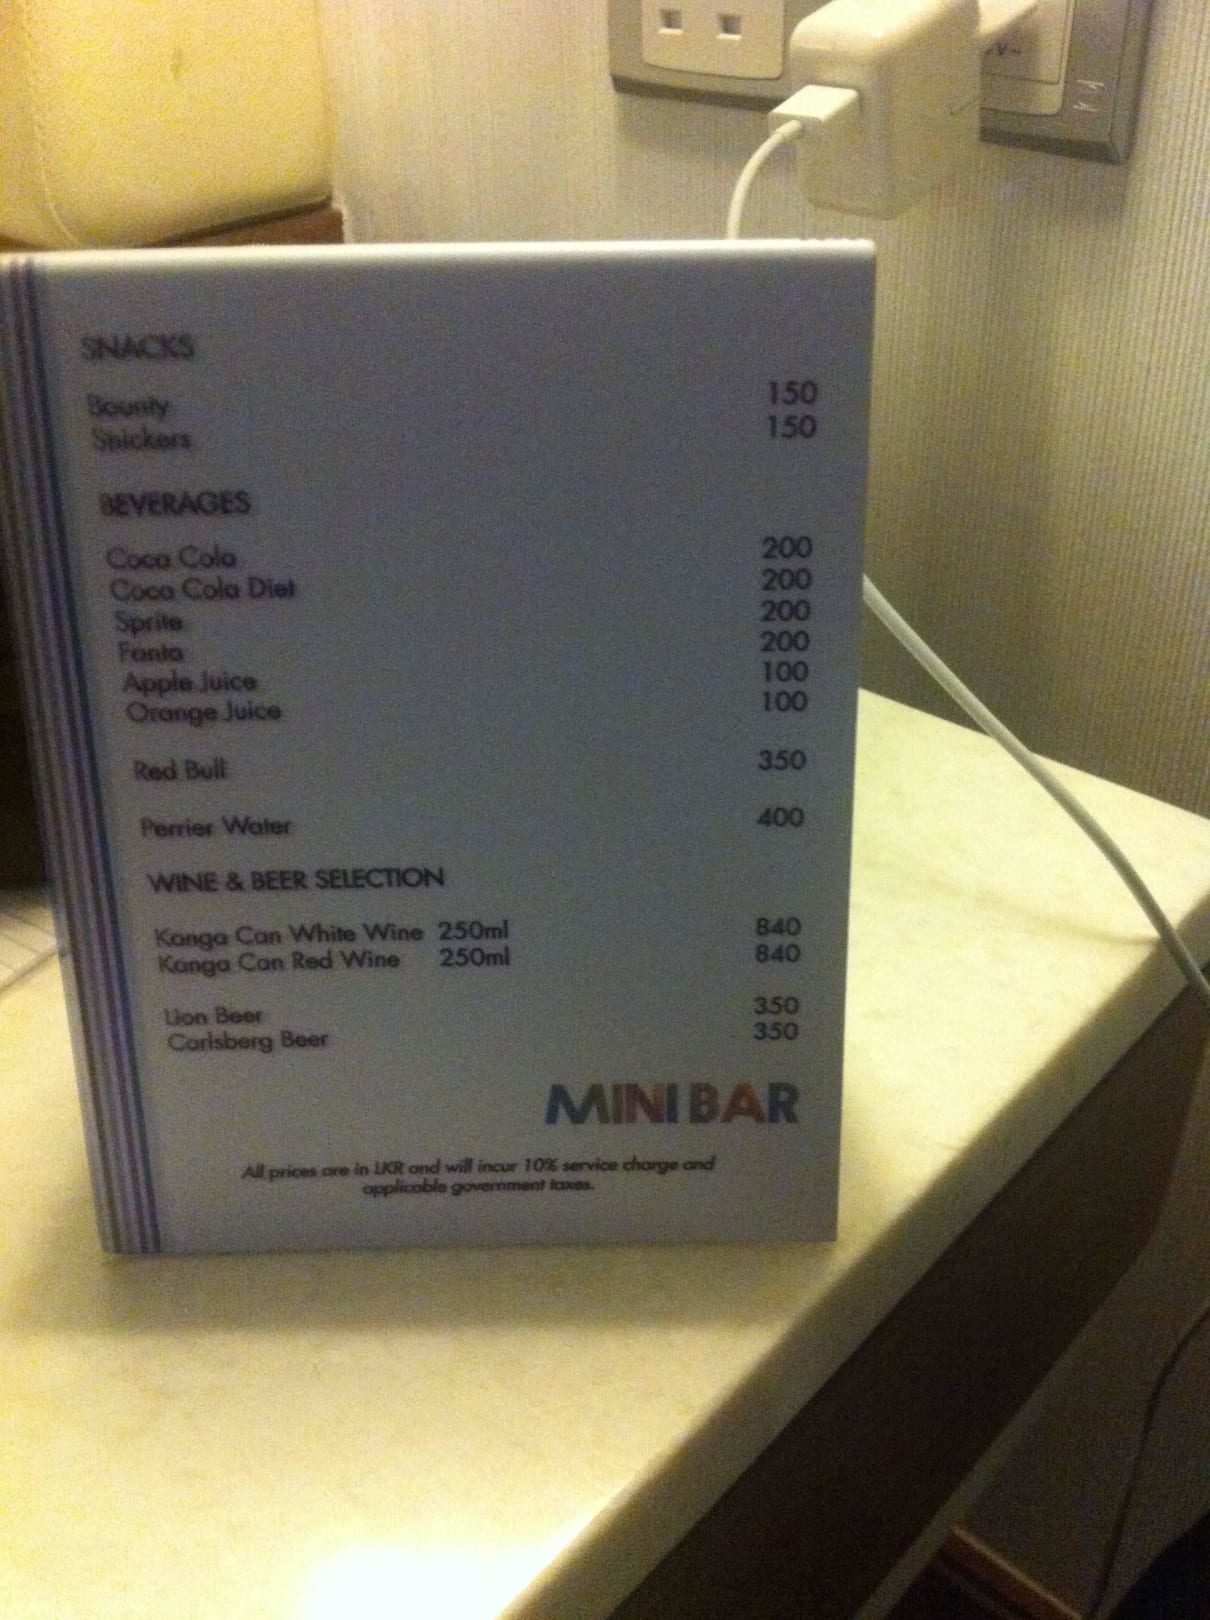 SNACKS
Bounty 150
Snickers 150
BEVERAGES
Coca Cola 200
Coca Cola Diet 200
Sprite 200
Fanta 200
Apple Juice 100
Orange Juice 100
Red Bull 350
Perrier Water 400
WINE & BEER SELECTION
Kanga Can White Wine 250ml 840
Kanga Can Red Wine 250ml 840
Lion Beer 350
Carlsberg Beer 350
MINI BAR
All prices are in LKR and will incur 10% service charge and
applicable government taxes.